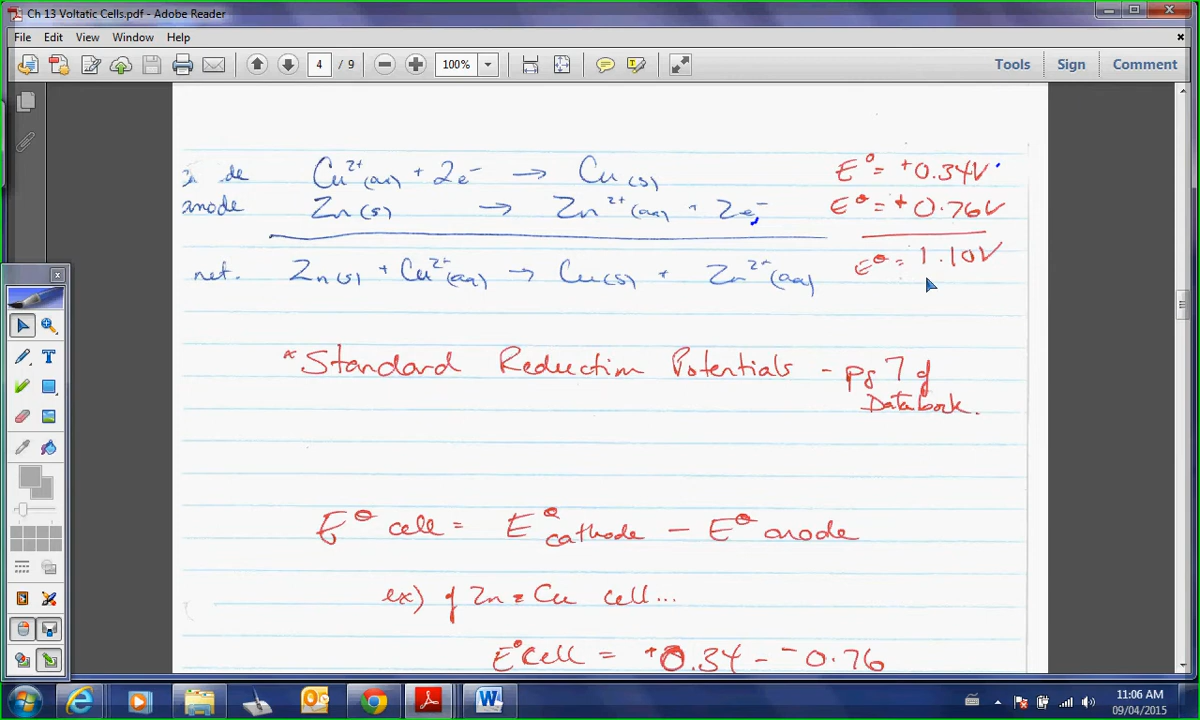 Ch 13 Voltatic Cells.pdf - Adobe Reader
File Edit View Window Help
4 / 9 100% Tools Sign Comment
de Cu²⁺(aq) + 2e⁻ → Cu(s) E° = +0.34V
anode Zn(s) → Zn²⁺(aq) + 2e⁻ E° = +0.76V
net. Zn(s) + Cu²⁺(aq) → Cu(s) + Zn²⁺(aq) E° = 1.10V
*Standard Reduction Potentials - pg 7 of
Databook.
E° cell = E° cathode - E° anode
ex) of Zn = Cu cell...
E°cell = +0.34 - -0.76
T
W
11:06 AM
09/04/2015